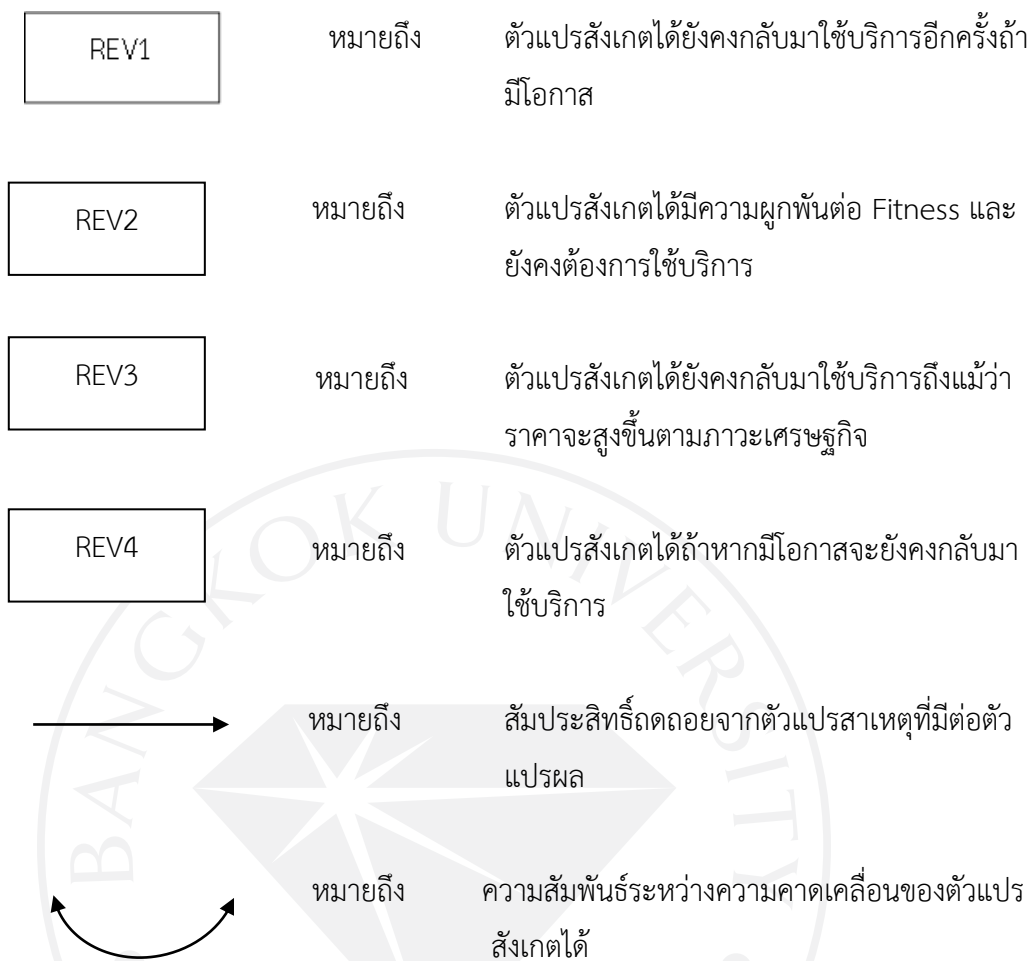 REV1 หมายถึง ตัวแปรสังเกตได้ยังคงกลับมาใช้บริการอีกครั้งถ้า
มีโอกาส
REV2 หมายถึง ตัวแปรสังเกตได้มีความผูกพันต่อ Fitness และ
ยังคงต้องการใช้บริการ
REV3 หมายถึง ตัวแปรสังเกตได้ยังคงกลับมาใช้บริการถึงแม้ว่า
ราคาจะสูงขึ้นตามภาวะเศรษฐกิจ
REV4 หมายถึง ตัวแปรสังเกตได้ถ้าหากมีโอกาสจะยังคงกลับมา
ใช้บริการ
หมายถึง สัมประสิทธิ์ถดถอยจากตัวแปรสาเหตุที่มีต่อตัว
แปรผล
หมายถึง ความสัมพันธ์ระหว่างความคาดเคลื่อนของตัวแปร
สังเกตได้
BANGKOK UNIVERSITY